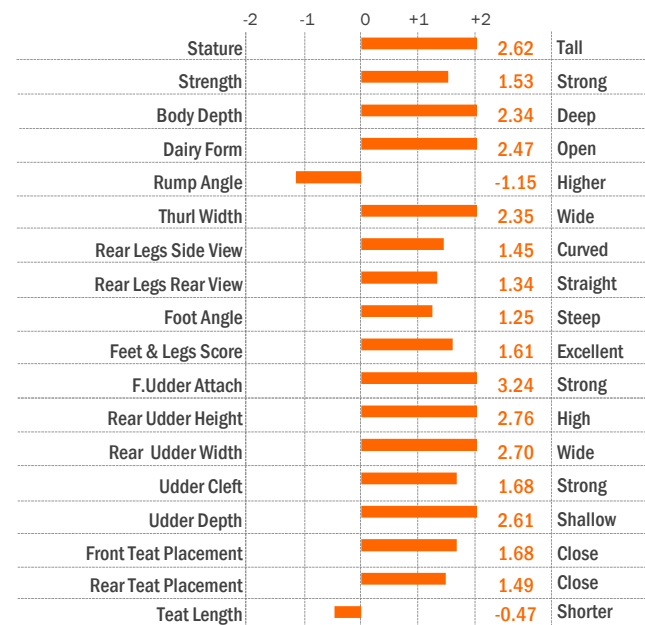 -2 -1 0 +1 +2
Stature 2.62 Tall
Strength 1.53 Strong
Body Depth 2.34 Deep
Dairy Form 2.47 Open
Rump Angle -1.15 Higher
Thurl Width 2.35 Wide
Rear Legs Side View 1.45 Curved
Rear Legs Rear View 1.34 Straight
Foot Angle 1.25 Steep
Feet & Legs Score 1.61 Excellent
F.Udder Attach 3.24 Strong
Rear Udder Height 2.76 High
Rear Udder Width 2.70 Wide
Udder Cleft 1.68 Strong
Udder Depth 2.61 Shallow
Front Teat Placement 1.68 Close
Rear Teat Placement 1.49 Close
Teat Length -0.47 Shorter